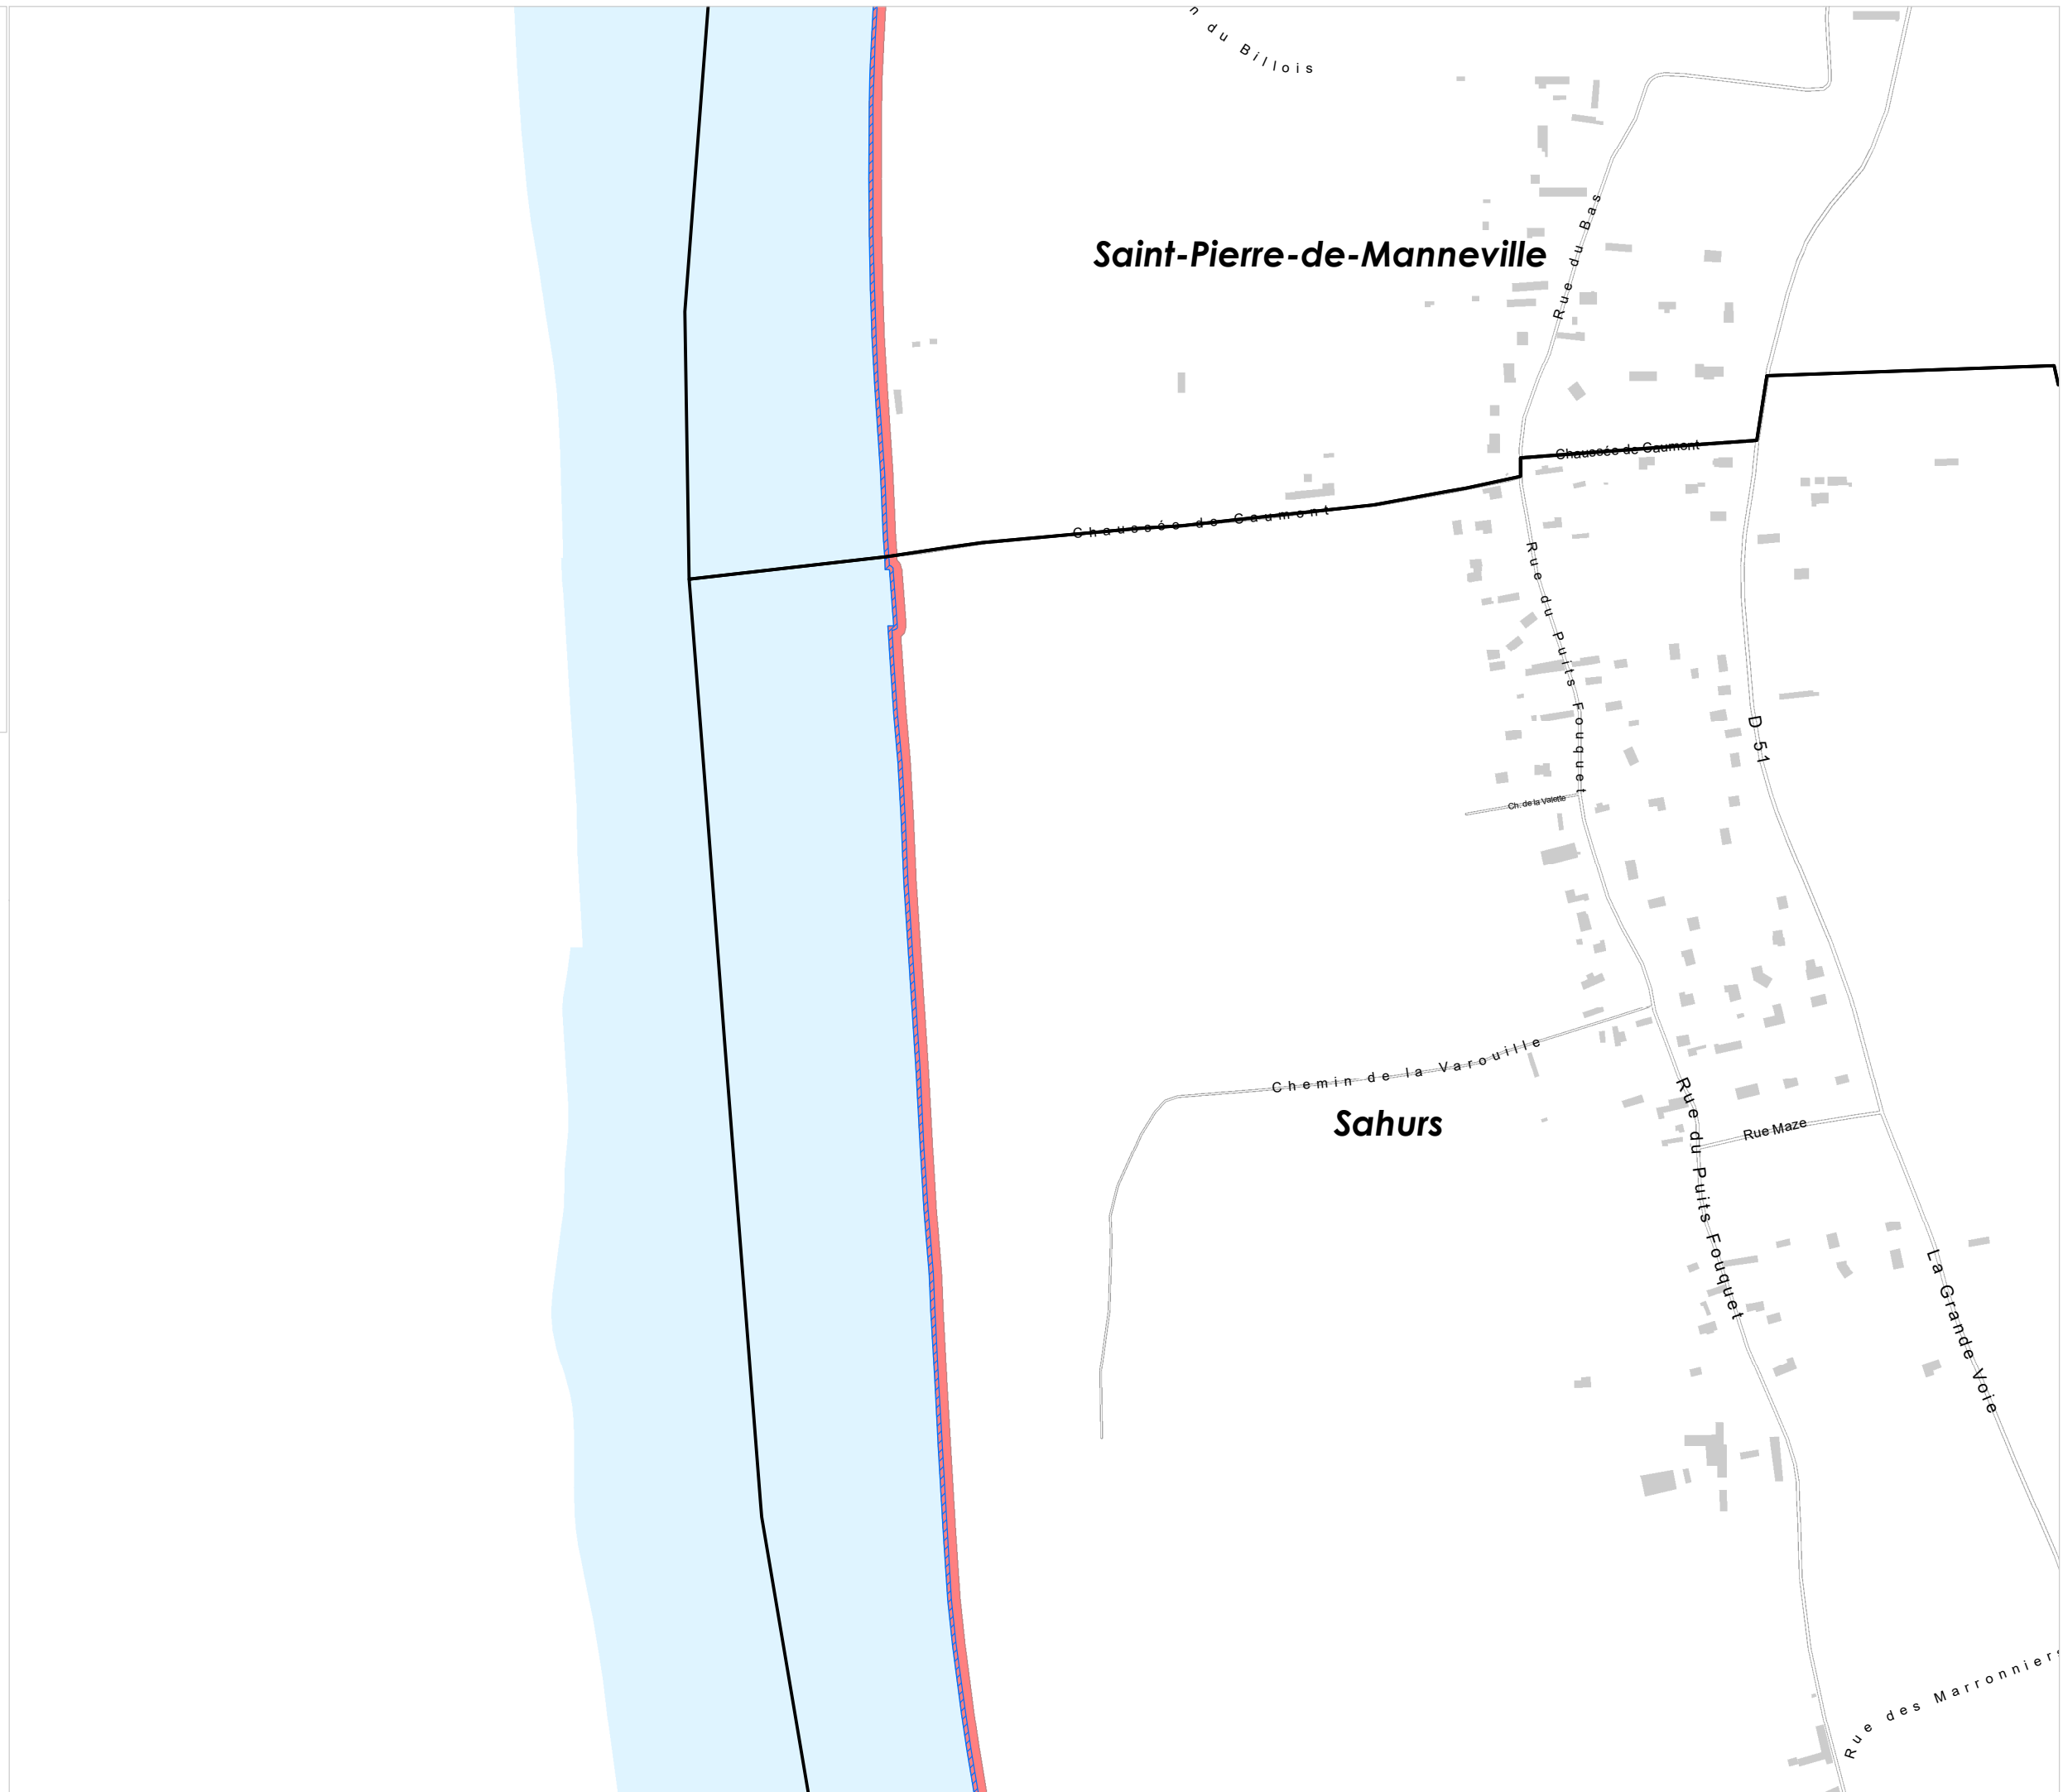 n du Billois
Rue du Bas
Saint-Pierre-de-Manneville
Chaussée de Gaumont
Chaussée de Gaumont
Rue du Puits Fouquet
D 51
Ch. de la Valette
Chemin de la Varouille
Sahurs
Rue du Puits Fouquet
Rue Maze
La Grande Voie
Rue des Marronniers